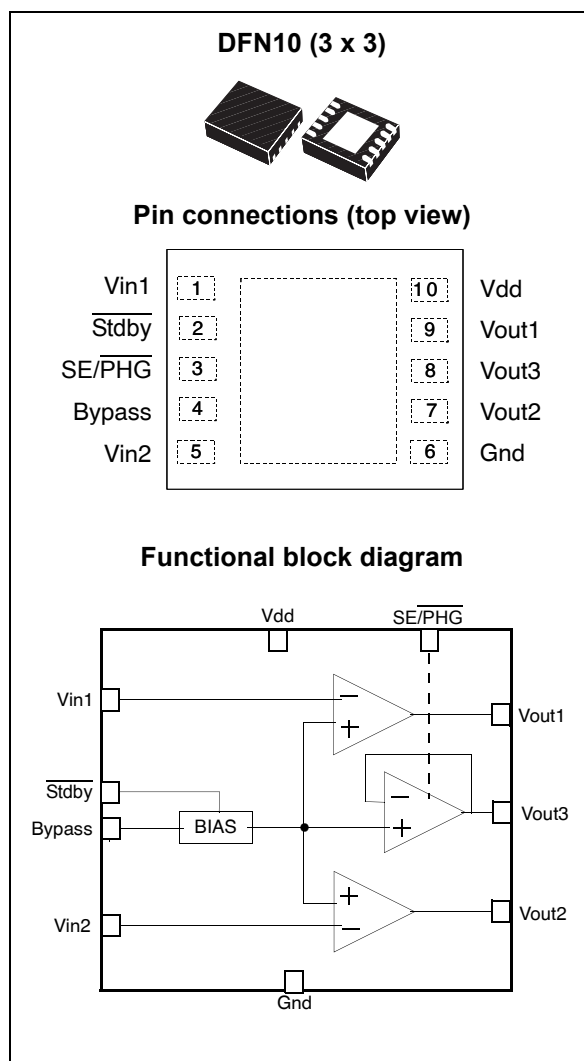 DFN10 (3 x 3)
Pin connections (top view)
Vin1 1 10 Vdd
Stdby 2 9 Vout1
SE/PHG 3 8 Vout3
Bypass 4 7 Vout2
Vin2 5 6 Gnd
Functional block diagram
Vdd SE/PHG
Vin1 − + Vout1
Stdby
Bypass BIAS − + Vout3
Vin2 + − Vout2
Gnd